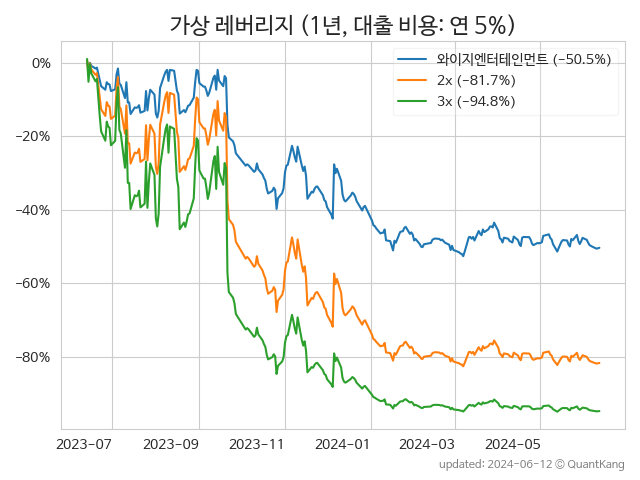 가상 레버리지 (1년, 대출 비용: 연 5%)
와이지엔터테인먼트 (−50.5%)
2x (−81.7%)
3x (−94.8%)
0%
−20%
−40%
−60%
−80%
2023-07 2023-09 2023-11 2024-01 2024-03 2024-05
updated: 2024-06-12 © QuantKang